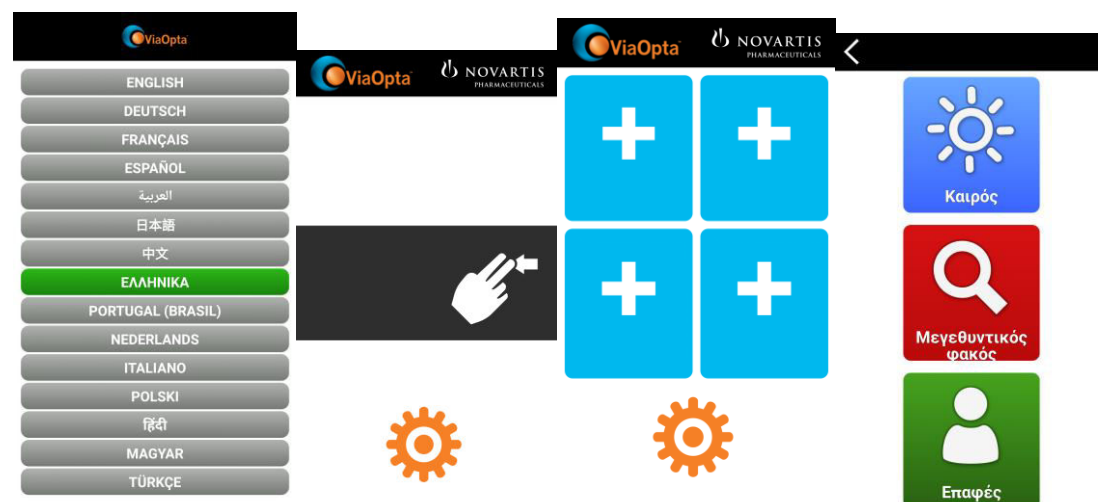 ViaOpta
ENGLISH
DEUTSCH
FRANÇAIS
ESPAÑOL
العربية
日本語
中文
ΕΛΛΗΝΙΚΑ
PORTUGAL (BRASIL)
NEDERLANDS
ITALIANO
POLSKI
हिंदी
MAGYAR
TÜRKÇE
ViaOpta
NOVARTIS
PHARMACEUTICALS
ViaOpta
NOVARTIS
PHARMACEUTICALS
Καιρός
Μεγεθυντικός
φακός
Επαφές